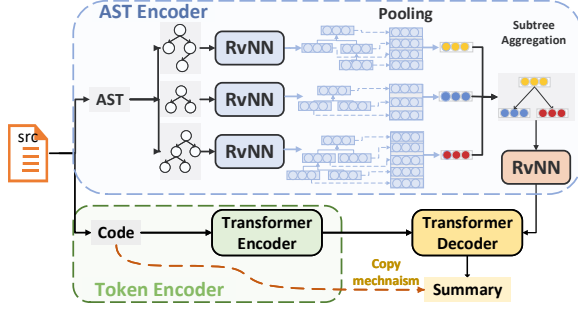 AST Encoder
Pooling
Subtree
Aggregation
RvNN
AST
RvNN
src
RvNN
RvNN
Code
Transformer
Encoder
Transformer
Decoder
Copy
mechnaism
Token Encoder
Summary